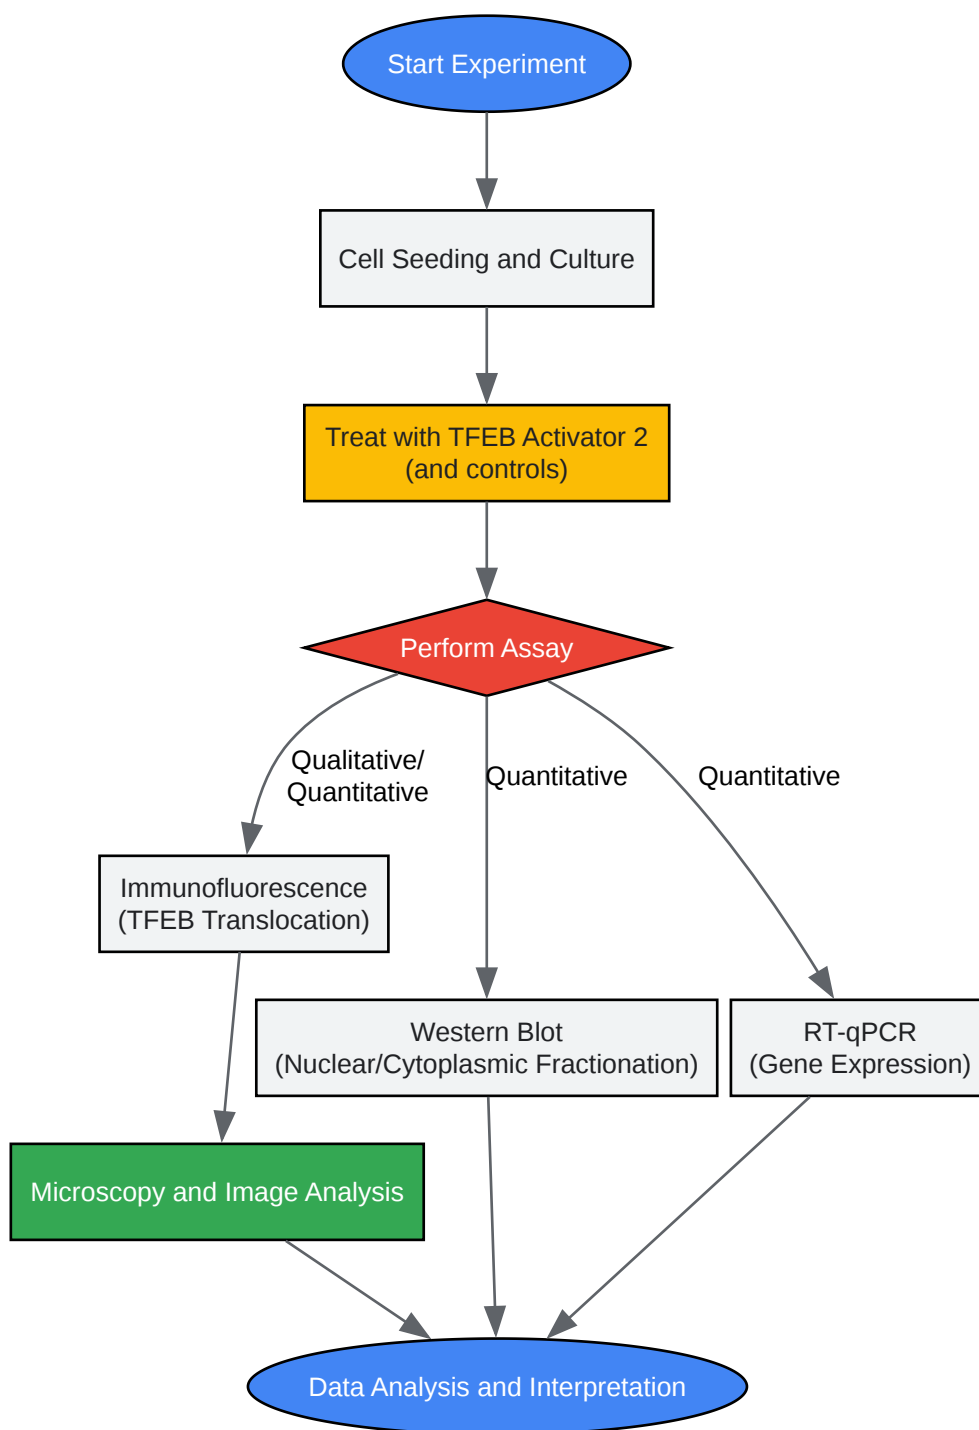 Start Experiment
Cell Seeding and Culture
Treat with TFEB Activator 2
(and controls)
Perform Assay
Qualitative/
Quantitative
Quantitative
Quantitative
Immunofluorescence
(TFEB Translocation)
Western Blot
(Nuclear/Cytoplasmic Fractionation)
RT-qPCR
(Gene Expression)
Microscopy and Image Analysis
Data Analysis and Interpretation